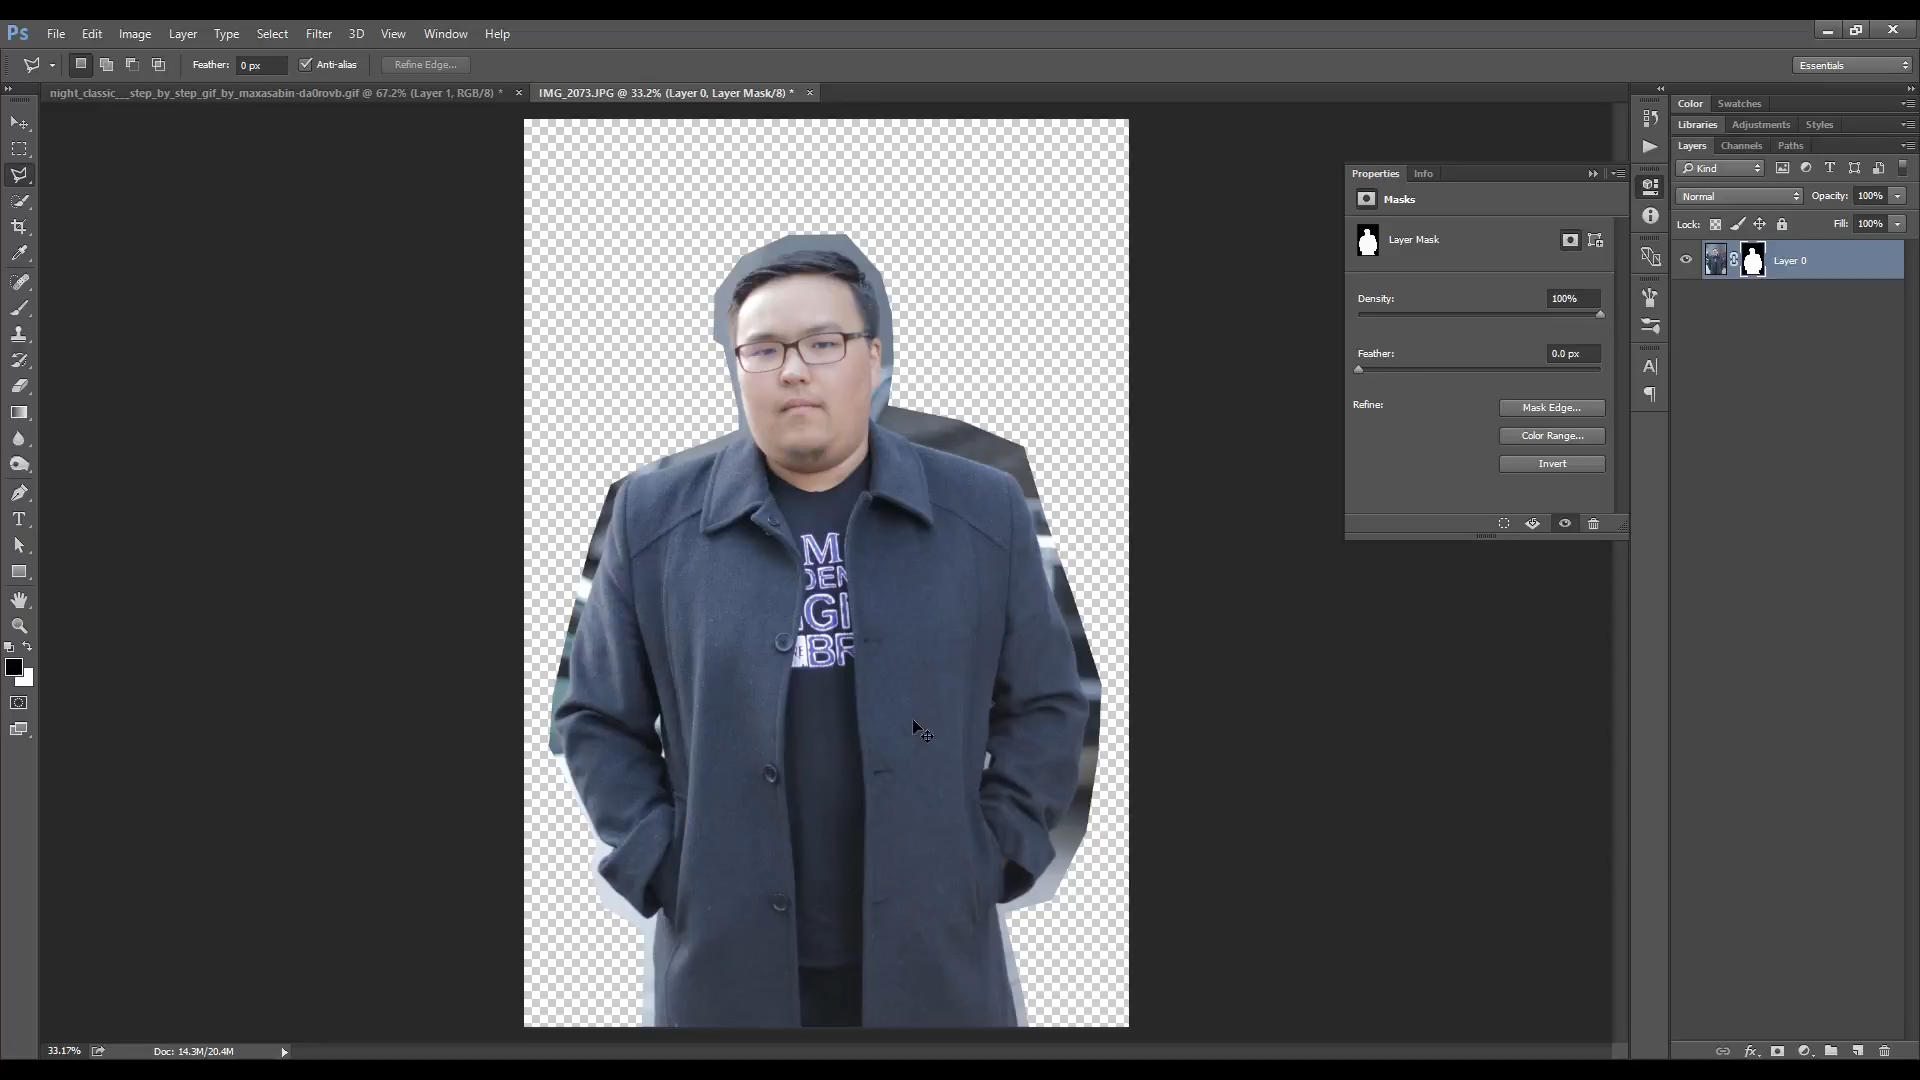 Ps File Edit Image Layer Type Select Filter 3D View Window Help
Feather: 0 px Anti-alias Refine Edge... Essentials
night_classic___step_by_step_gif_by_maxasabin-da0rovb.gif @ 67.2% (Layer 1, RGB/8) * × IMG_2073.JPG @ 33.2% (Layer 0, Layer Mask/8) * ×
Color Swatches
Libraries Adjustments Styles
Layers Channels Paths
Kind
Normal Opacity: 100%
Lock: Fill: 100%
Layer 0
Properties Info
Masks
Layer Mask
Density: 100%
Feather: 0.0 px
Refine: Mask Edge...
Color Range...
Invert
M
DEN
GI
BR
33.17% Doc: 14.3M/20.4M